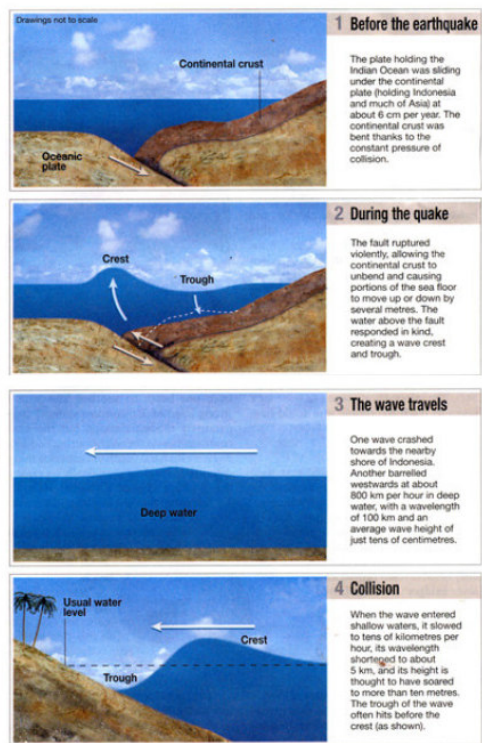 Drawings not to scale
Continental crust
Oceanic
plate
1 Before the earthquake
The plate holding the
Indian Ocean was sliding
under the continental
plate (holding Indonesia
and much of Asia) at
about 6 cm per year. The
continental crust was
bent thanks to the
constant pressure of
collision.
Crest
Trough
2 During the quake
The fault ruptured
violently, allowing the
continental crust to
unbend and causing
portions of the sea floor
to move up or down by
several metres. The
water above the fault
responded in kind,
creating a wave crest
and trough.
Deep water
3 The wave travels
One wave crashed
towards the nearby
shore of Indonesia.
Another barrelled
westwards at about
800 km per hour in deep
water, with a wavelength
of 100 km and an
average wave height of
just tens of centimetres.
Usual water
level
Crest
Trough
4 Collision
When the wave entered
shallow waters, it slowed
to tens of kilometres per
hour, its wavelength
shortened to about
5 km, and its height is
thought to have soared
to more than ten metres.
The trough of the wave
often hits before the
crest (as shown).